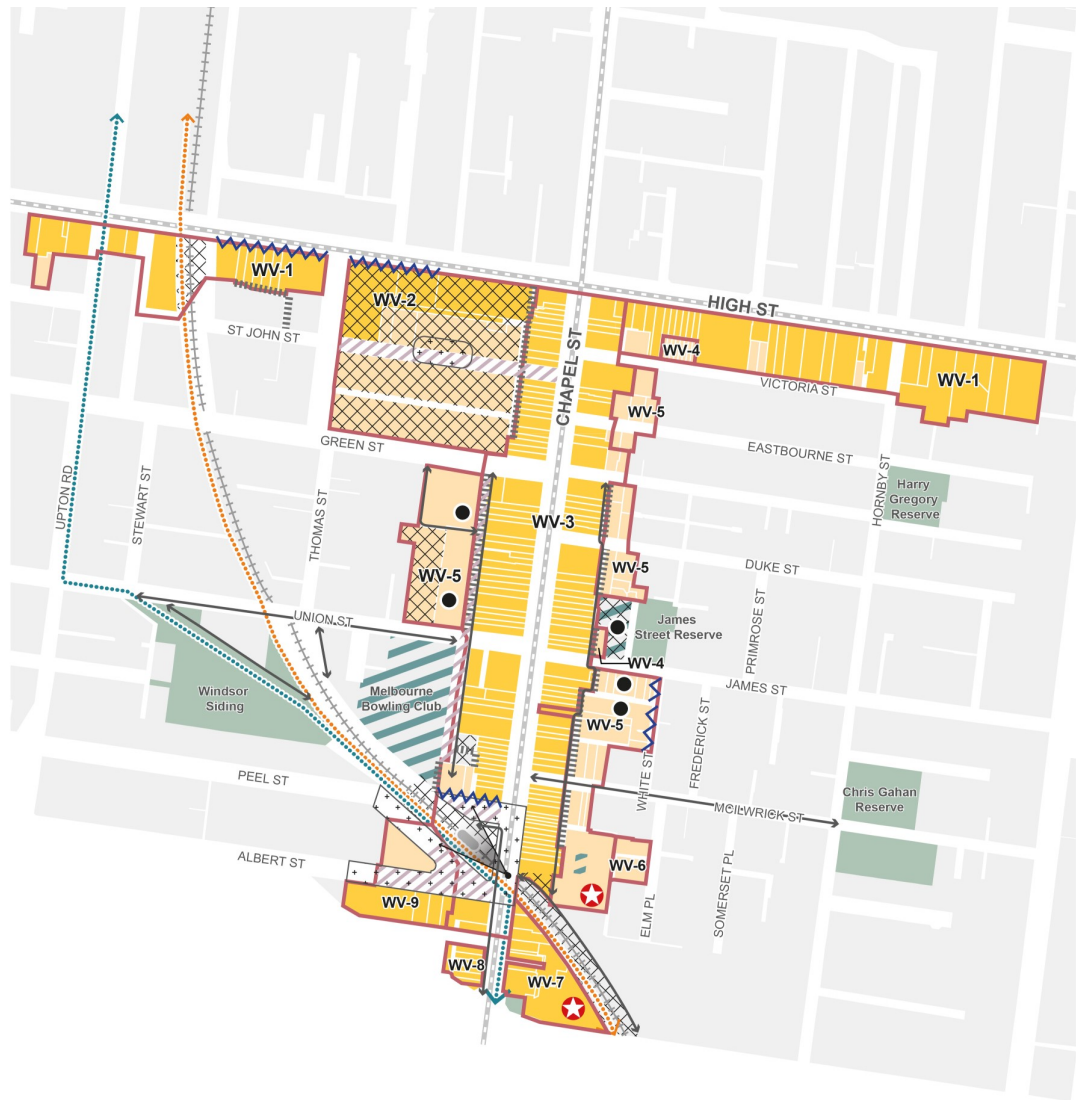 WV-1
WV-2
HIGH ST
ST JOHN ST
CHAPEL ST
WV-4
VICTORIA ST
WV-1
WV-5
GREEN ST
EASTBOURNE ST
UPTON RD
STEWART ST
THOMAS ST
HORNBY ST
Harry
Gregory
Reserve
WV-3
WV-5
WV-5
DUKE ST
UNION ST
James
Street Reserve
PRIMROSE ST
WV-4
JAMES ST
Windsor
Siding
Melbourne
Bowling Club
WV-5
WHITE ST
FREDERICK ST
PEEL ST
MCILWRICK ST
Chris Gahan
Reserve
ALBERT ST
WV-6
WV-9
ELM PL
SOMERSET PL
WV-8
WV-7